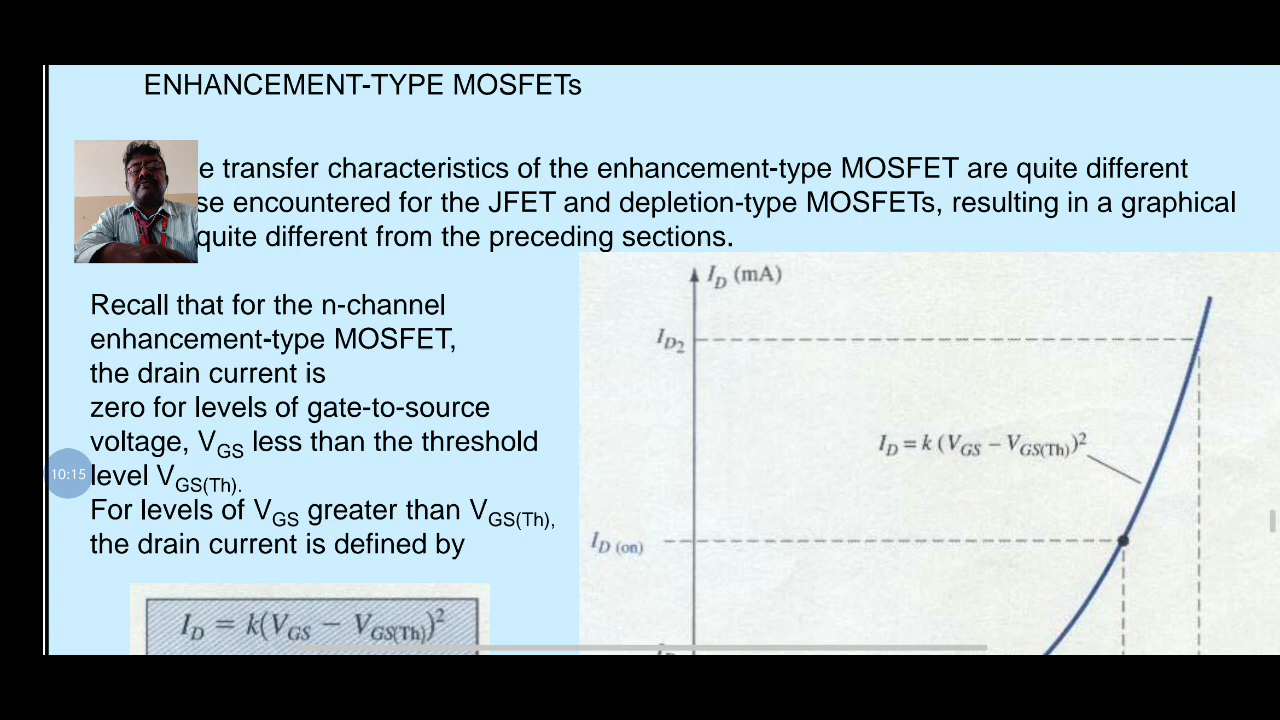 ENHANCEMENT-TYPE MOSFETs
e transfer characteristics of the enhancement-type MOSFET are quite different
se encountered for the JFET and depletion-type MOSFETs, resulting in a graphical
quite different from the preceding sections.
Recall that for the n-channel
enhancement-type MOSFET,
the drain current is
zero for levels of gate-to-source
voltage, VGS less than the threshold
level VGS(Th).
For levels of VGS greater than VGS(Th),
the drain current is defined by
ID = k(VGS − VGS(Th))2
10:15
ID (mA)
ID2
ID = k (VGS − VGS(Th))2
ID (on)